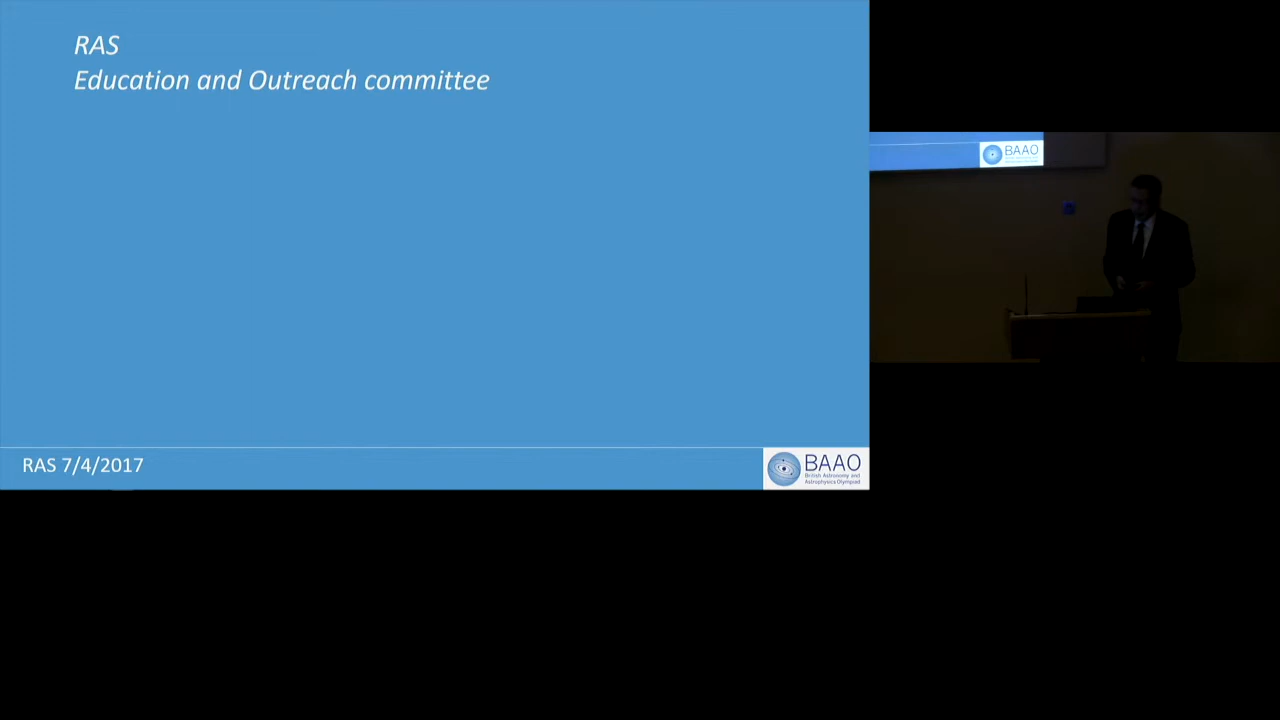 RAS
Education and Outreach committee
RAS 7/4/2017
BAAO
British Astronomy and
Astrophysics Olympiad
BAAO